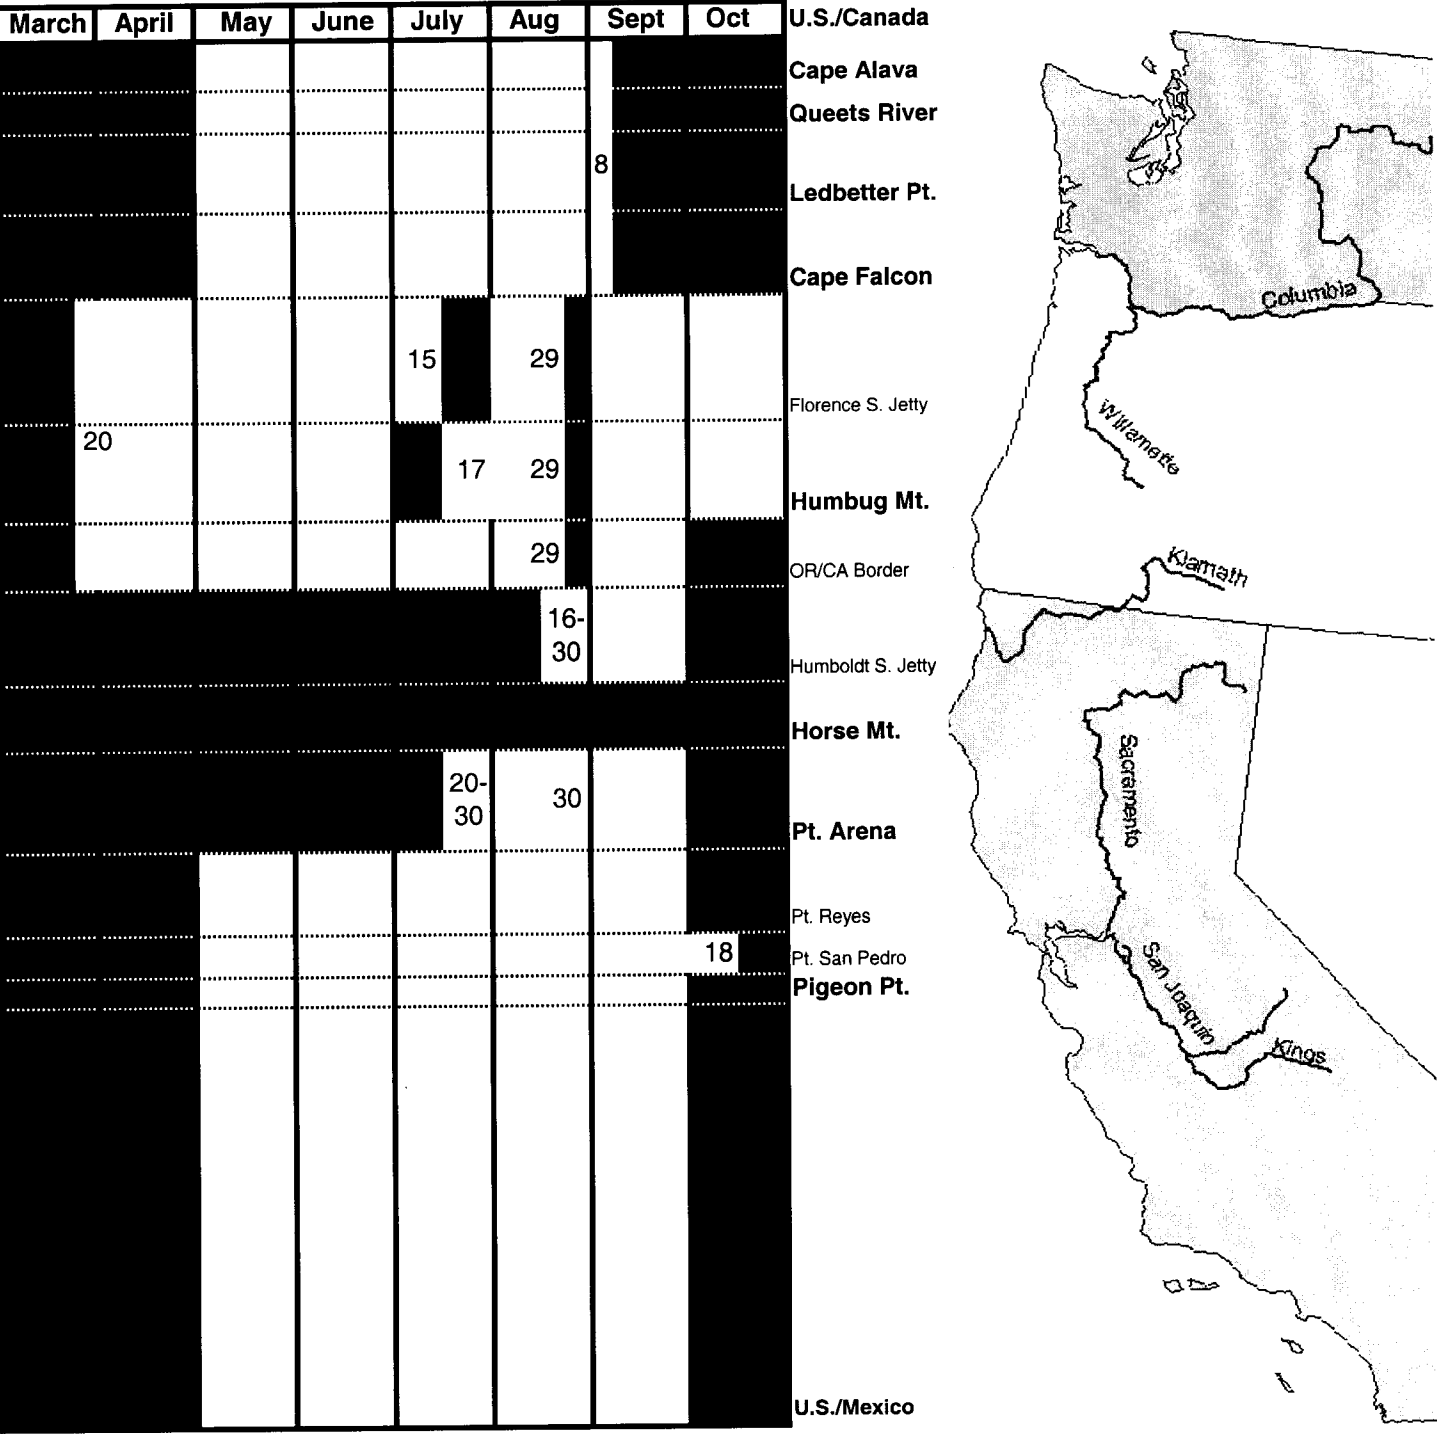 March April May June July Aug Sept Oct
U.S./Canada
Cape Alava
Queets River
8
Ledbetter Pt.
Cape Falcon
15 29
Florence S. Jetty
20
17 29
Humbug Mt.
29
OR/CA Border
16-
30
Humboldt S. Jetty
Horse Mt.
20-
30
30
Pt. Arena
Pt. Reyes
18
Pt. San Pedro
Pigeon Pt.
U.S./Mexico
Columbia
Willamette
Klamath
Sacramento
San Joaquin
Kings